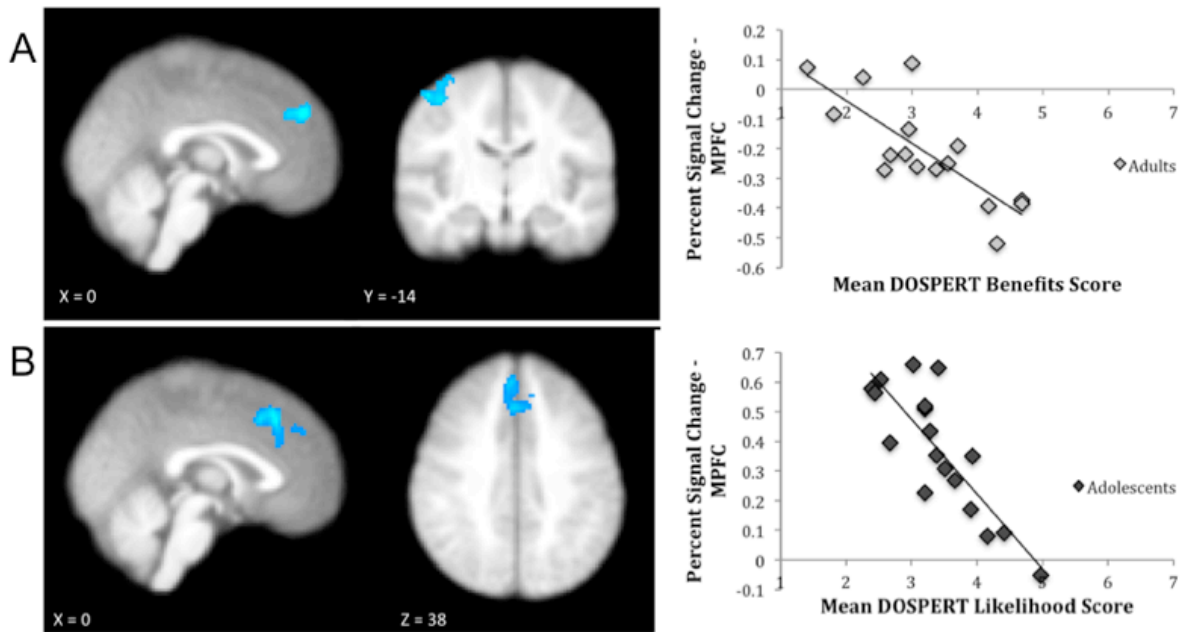 A
X = 0
Y = -14
Percent Signal Change -
MPFC
0.2
0.1
0
-0.1
-0.2
-0.3
-0.4
-0.5
-0.6
1 2 3 4 5 6 7
Adults
Mean DOSPERT Benefits Score
B
X = 0
Z = 38
Percent Signal Change -
MPFC
0.7
0.6
0.5
0.4
0.3
0.2
0.1
0
-0.1
1 2 3 4 5 6 7
Adolescents
Mean DOSPERT Likelihood Score